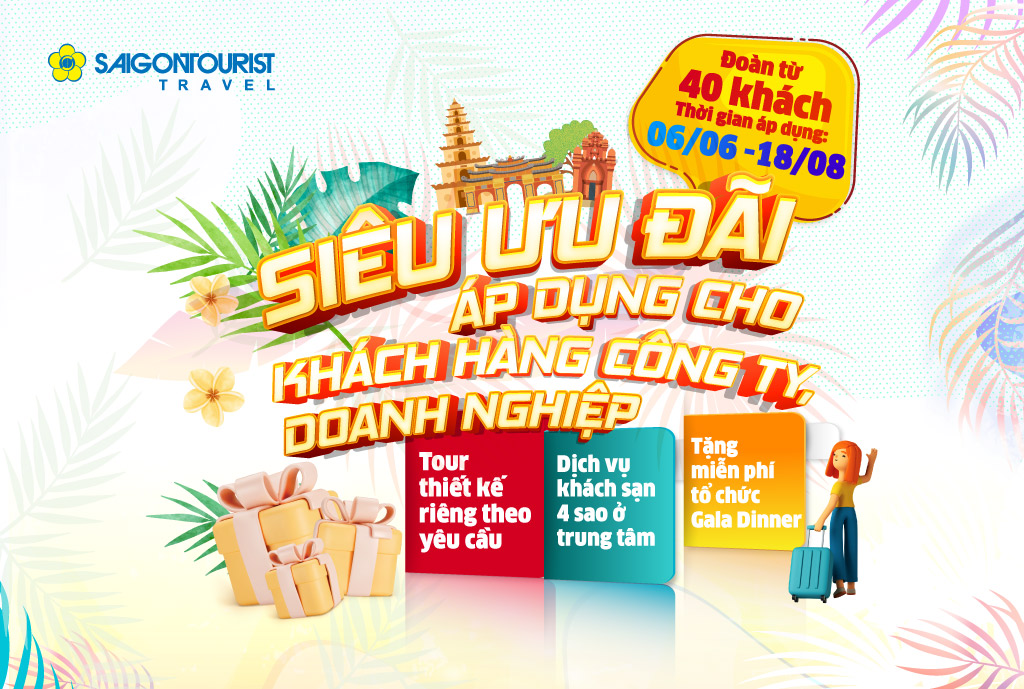 SAIGONTOURIST
TRAVEL
Đoàn từ
40 khách
Thời gian áp dụng:
06/06 -18/08
SIÊU ƯU ĐÃI
ÁP DỤNG CHO
KHÁCH HÀNG CÔNG TY,
DOANH NGHIỆP
Tour
thiết kế
riêng theo
yêu cầu
Dịch vụ
khách sạn
4 sao ở
trung tâm
Tặng
miễn phí
tổ chức
Gala Dinner